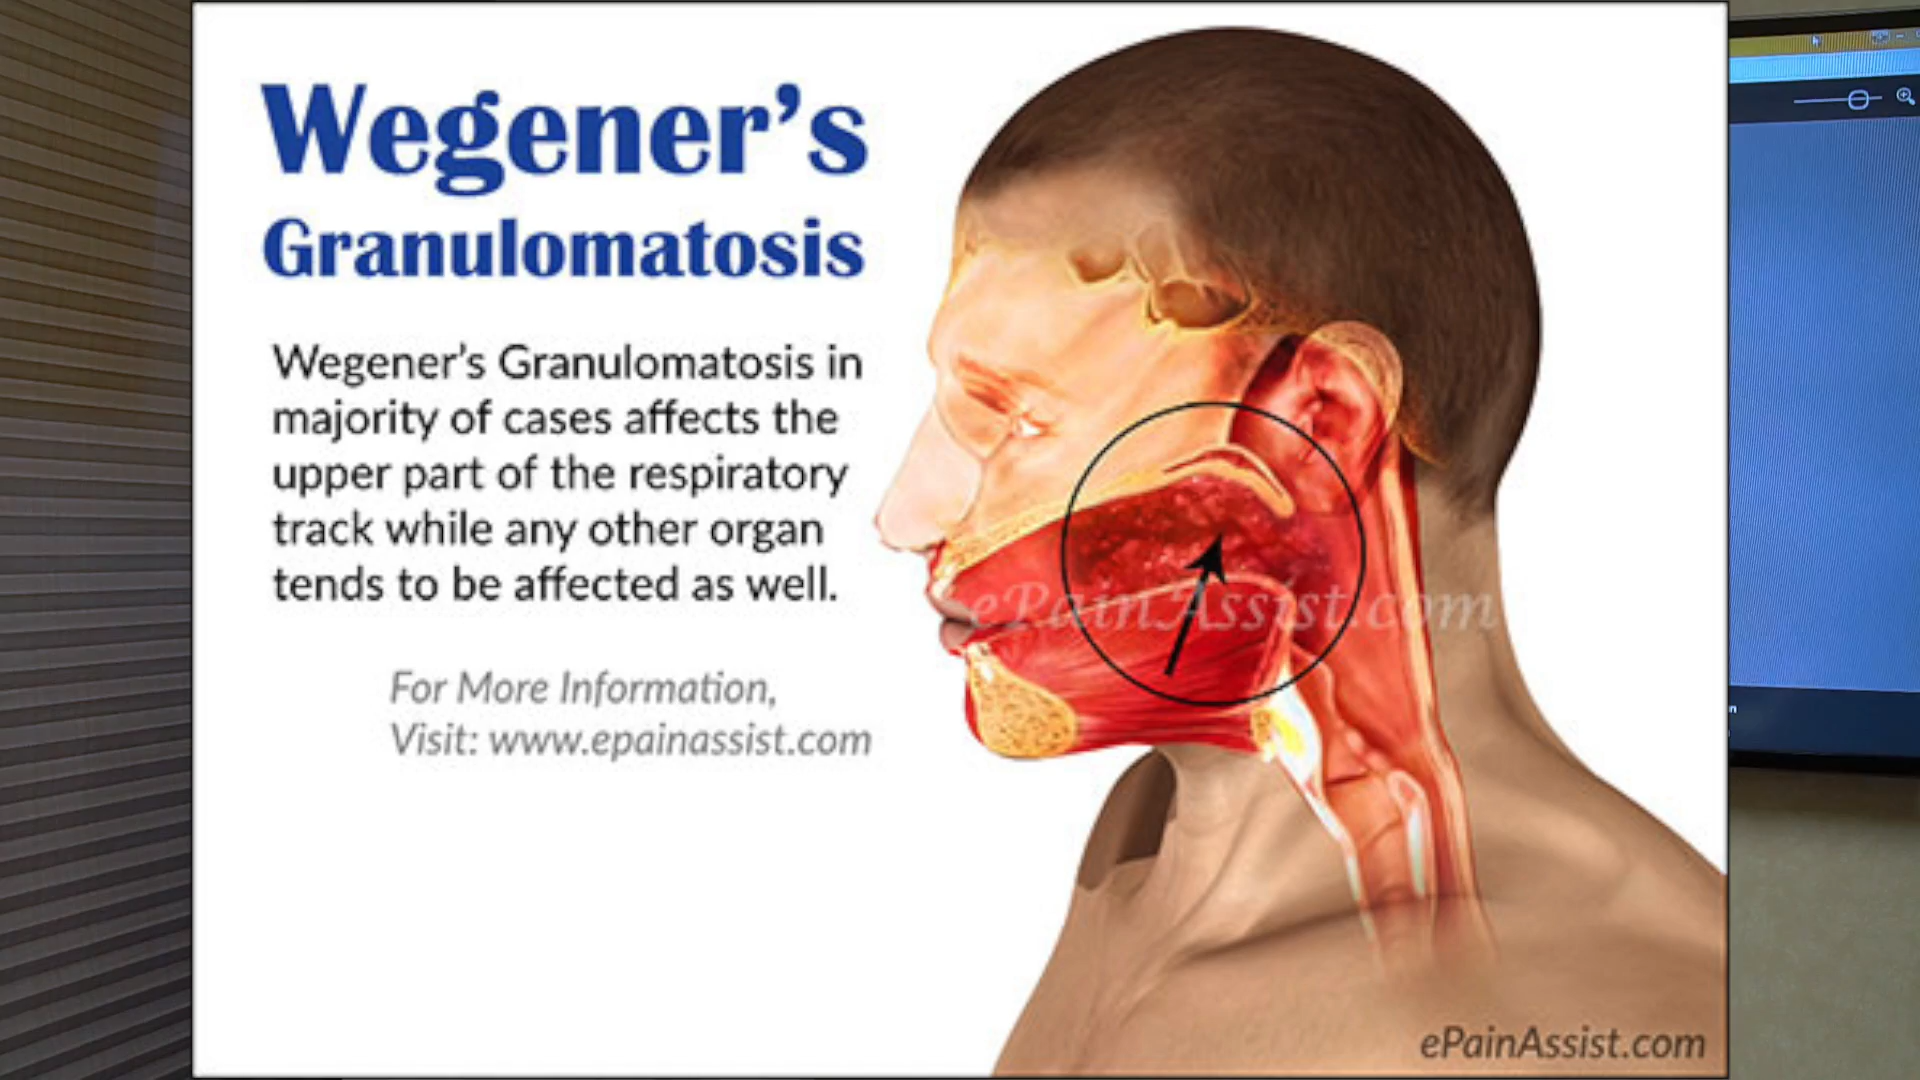 Wegener's
Granulomatosis
Wegener's Granulomatosis in
majority of cases affects the
upper part of the respiratory
track while any other organ
tends to be affected as well.
For More Information,
Visit: www.epainassist.com
ePainAssist.com
ePainAssist.com